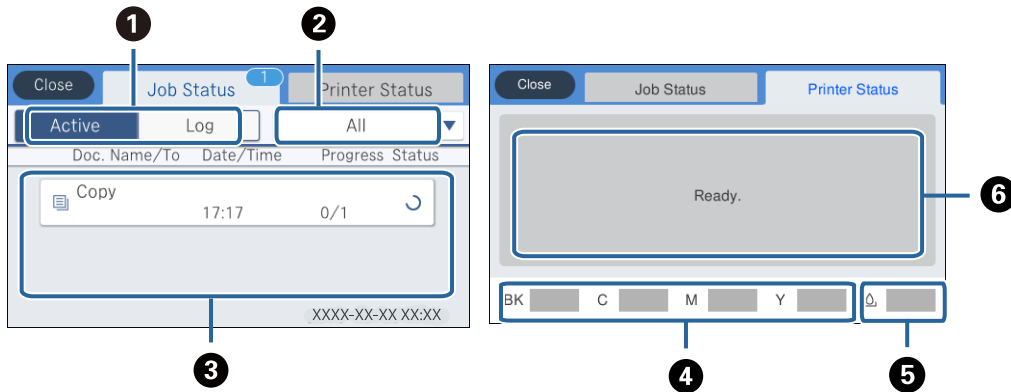 1 2
Close Job Status 1 Printer Status
Active Log All
Doc. Name/To Date/Time Progress Status
Copy
17:17 0/1
XXXX-XX-XX XX:XX
3
Close Job Status Printer Status
Ready.
6
BK C M Y
4 5